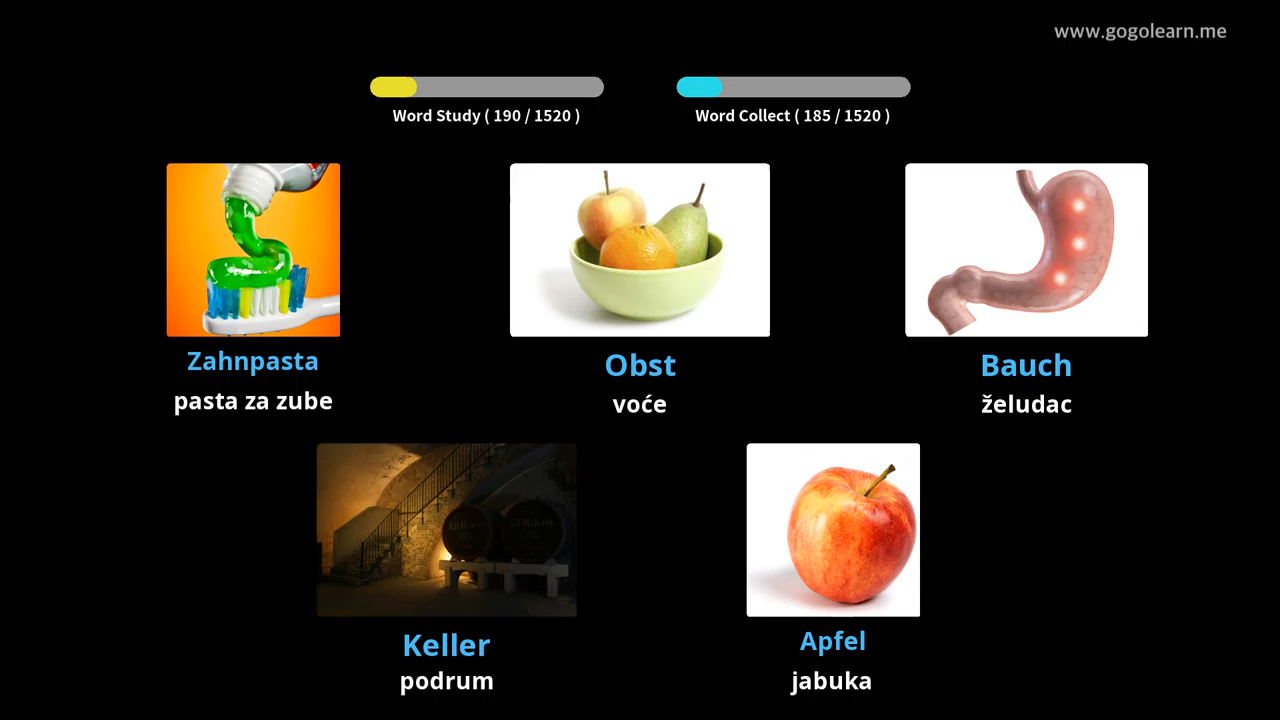 www.gogolearn.me
Word Study ( 190 / 1520 )
Word Collect ( 185 / 1520 )
Zahnpasta
pasta za zube
Obst
voće
Bauch
želudac
Keller
podrum
Apfel
jabuka